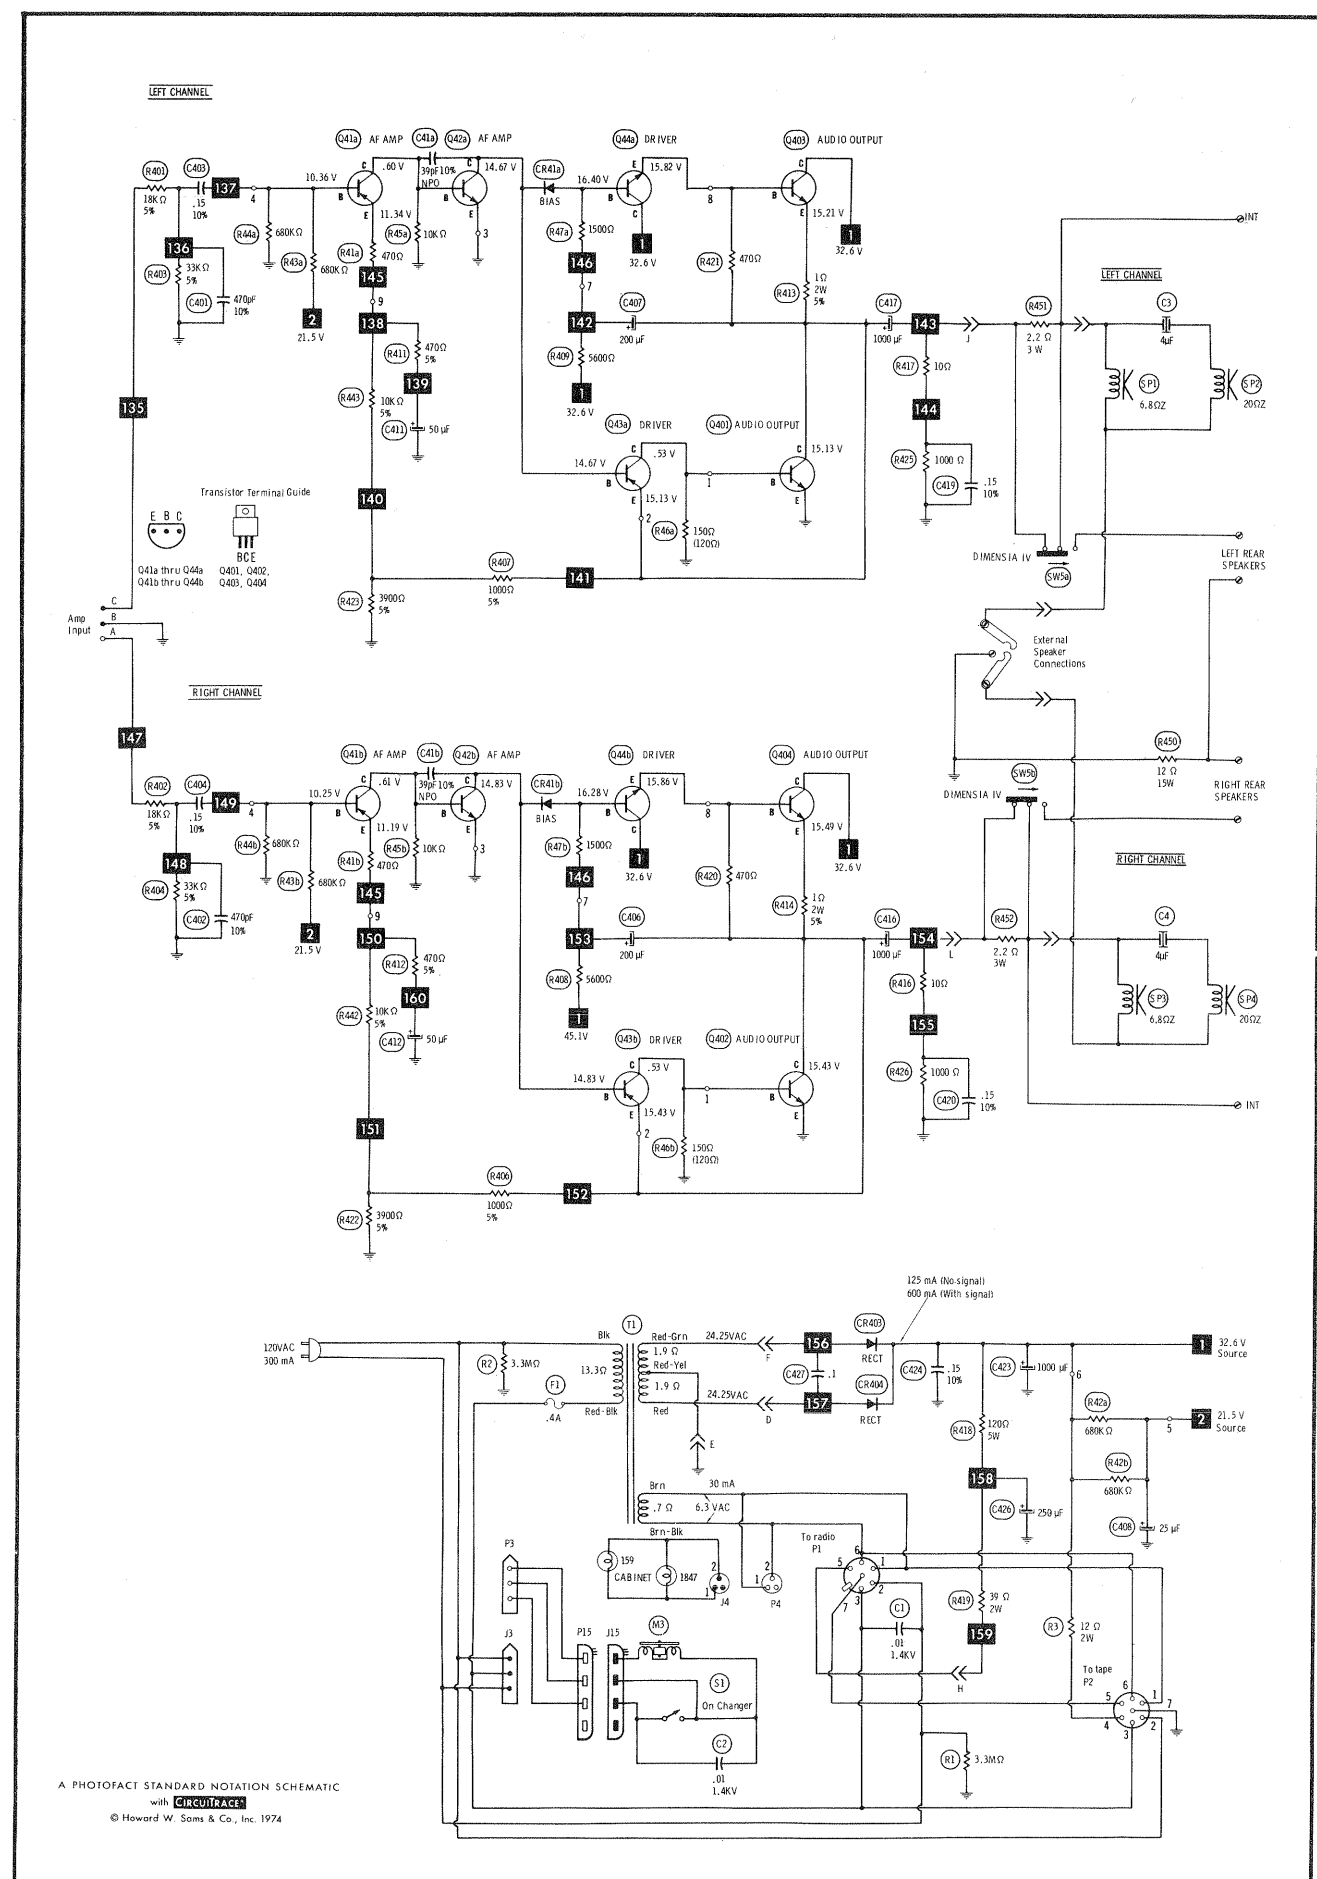 LEFT CHANNEL
Q41a AF AMP
C41a
Q42a AF AMP
Q44a DRIVER
Q403 AUDIO OUTPUT
R401
18KΩ
5%
C403
.15
10%
137
4
10.36 V
B
C
.60 V
E
11.34 V
39pF 10%
NPO
B
C
14.67 V
E
3
CR41a
BIAS
16.40 V
B
E
15.82 V
C
1
32.6 V
8
B
C
E
15.21 V
1
32.6 V
136
R403
33KΩ
5%
C401
470pF
10%
R44a
680KΩ
R43a
680KΩ
2
21.5 V
R41a
470Ω
145
9
138
R45a
10KΩ
R47a
1500Ω
146
7
142
C407
200 µF
R421
470Ω
R413
1Ω
2W
5%
C417
1000 µF
143
J
R451
2.2 Ω
3 W
INT
LEFT CHANNEL
C3
4µF
SP1
6.8ΩZ
SP2
20ΩZ
R411
470Ω
5%
139
C411
50 µF
R443
10KΩ
5%
R409
5600Ω
1
32.6 V
R417
10Ω
144
R425
1000 Ω
C419
.15
10%
135
Q43a DRIVER
14.67 V
B
C
.53 V
E
15.13 V
2
Q401 AUDIO OUTPUT
1
B
C
15.13 V
E
R46a
150Ω
(120Ω)
140
Transistor Terminal Guide
E B C
BCE
Q41a thru Q44a
Q41b thru Q44b
Q401, Q402,
Q403, Q404
R407
1000Ω
5%
141
R423
3900Ω
5%
DIMENSIA IV
SW5a
LEFT REAR
SPEAKERS
Amp
Input
C
B
A
External
Speaker
Connections
RIGHT CHANNEL
147
Q41b AF AMP
C41b
Q42b AF AMP
Q44b DRIVER
Q404 AUDIO OUTPUT
R450
12 Ω
15W
SW5b
DIMENSIA IV
RIGHT REAR
SPEAKERS
R402
18KΩ
5%
C404
.15
10%
149
4
10.25 V
B
C
.61 V
E
11.19 V
39pF 10%
NPO
B
C
14.83 V
E
3
CR41b
BIAS
16.28 V
B
E
15.86 V
C
1
32.6 V
8
B
C
E
15.49 V
1
32.6 V
148
R404
33KΩ
5%
C402
470pF
10%
R44b
680KΩ
R43b
680KΩ
2
21.5 V
R41b
470Ω
145
9
150
R45b
10KΩ
R47b
1500Ω
146
7
153
C406
200 µF
R420
470Ω
R414
1Ω
2W
5%
C416
1000 µF
154
L
R452
2.2 Ω
3W
RIGHT CHANNEL
C4
4µF
SP3
6.8ΩZ
SP4
20ΩZ
R412
470Ω
5%
160
C412
50 µF
R442
10KΩ
5%
R408
5600Ω
1
45.1V
R416
10Ω
155
R426
1000 Ω
C420
.15
10%
Q43b DRIVER
14.83 V
B
C
.53 V
E
15.43 V
2
Q402 AUDIO OUTPUT
1
B
C
15.43 V
E
INT
151
R46b
150Ω
(120Ω)
R406
1000Ω
5%
152
R422
3900Ω
5%
125 mA (No-signal)
600 mA (With signal)
120VAC
300 mA
R2
3.3MΩ
F1
.4A
Blk
13.3Ω
Red-Blk
T1
Red-Grn
1.9 Ω
Red-Yel
1.9 Ω
Red
24.25VAC
F
24.25VAC
D
E
156
C427
.1
157
CR403
RECT
CR404
RECT
C424
.15
10%
C423
1000 µF
1
32.6 V
Source
6
R42a
680KΩ
5
2
21.5 V
Source
R418
120Ω
5W
R42b
680KΩ
158
C426
250 µF
C408
25 µF
Brn
.7 Ω
Brn-Blk
30 mA
6.3 VAC
159
CABINET
1847
2
1
J4
2
1
P4
To radio
P1
5
6
1
2
7
3
C1
.01
1.4KV
R419
39 Ω
2W
159
H
R3
12 Ω
2W
To tape
P2
6
5
1
7
4
3
2
P3
J3
P15
J15
M3
S1
On Changer
C2
.01
1.4KV
R1
3.3MΩ
A PHOTOFACT STANDARD NOTATION SCHEMATIC
with CIRCUITRACE
© Howard W. Sams & Co., Inc. 1974